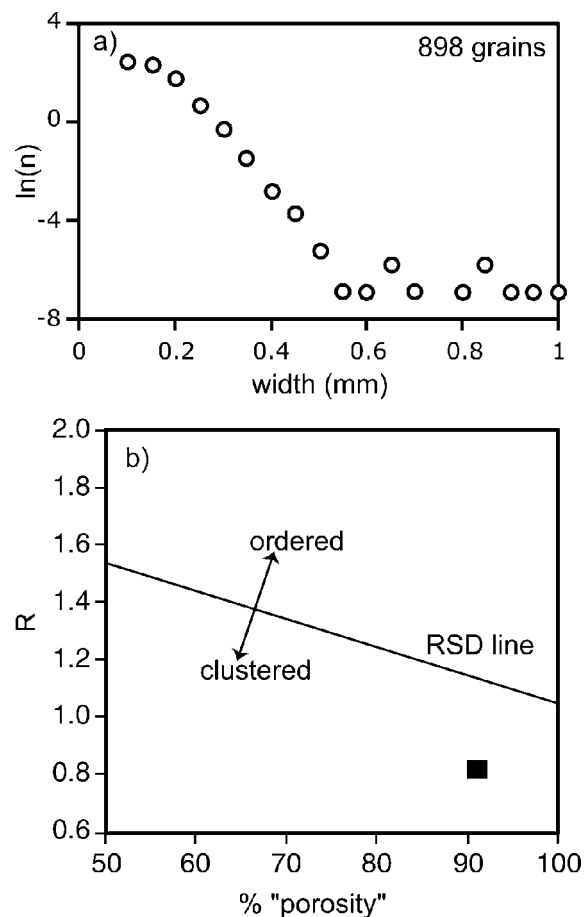 4
a)
898 grains
0
ln(n)
-4
-8
0
0.2
0.4
0.6
0.8
1
width (mm)
2.0
b)
1.8
1.6
ordered
1.4
R
RSD line
1.2
clustered
1.0
0.8
0.6
50
60
70
80
90
100
% "porosity"